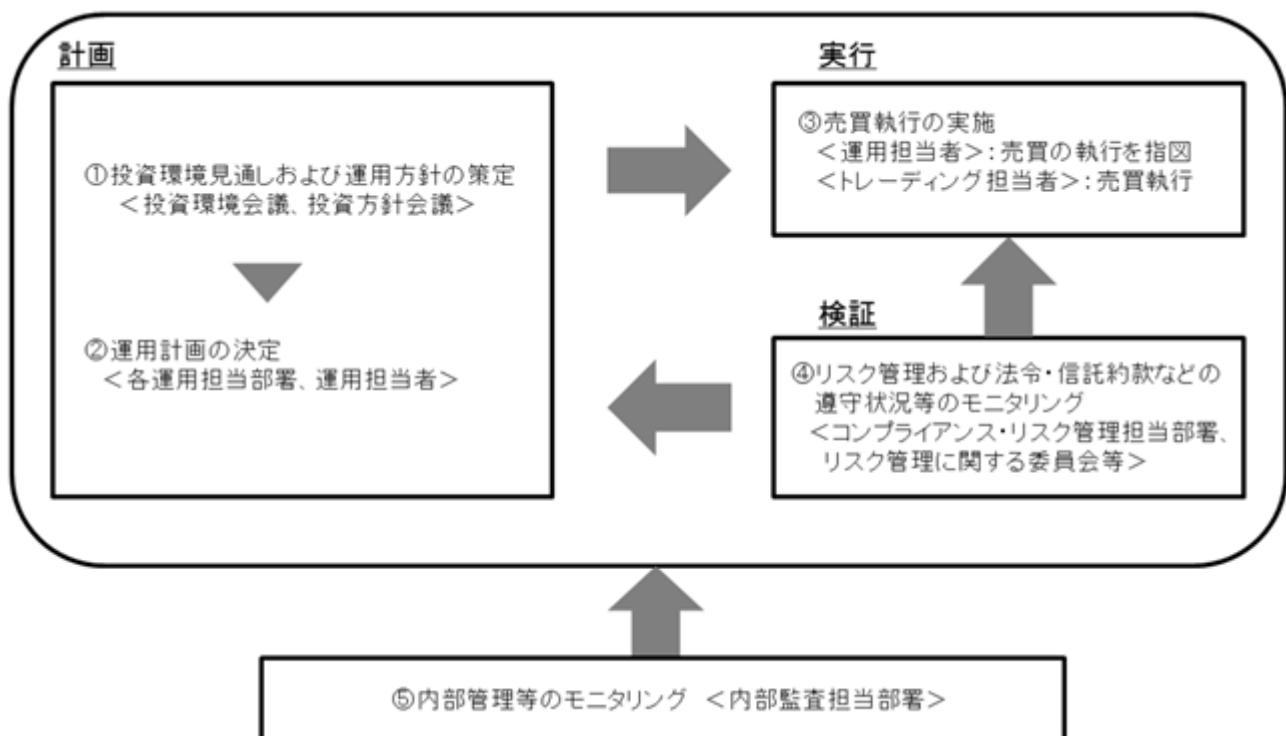 計画
①投資環境見通しおよび運用方針の策定
<投資環境会議、投資方針会議>
②運用計画の決定
<各運用担当部署、運用担当者>
実行
③売買執行の実施
<運用担当者>:売買の執行を指図
<トレーディング担当者>:売買執行
検証
④リスク管理および法令・信託約款などの
遵守状況等のモニタリング
<コンプライアンス・リスク管理担当部署、
リスク管理に関する委員会等>
⑤内部管理等のモニタリング <内部監査担当部署>